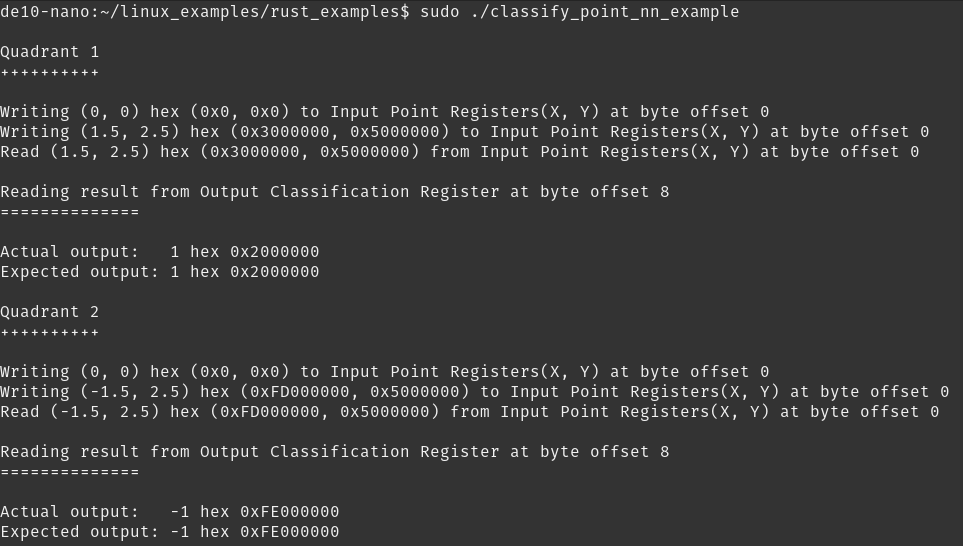 de10-nano:~/linux_examples/rust_examples$ sudo ./classify_point_nn_example
Quadrant 1
++++++++++
Writing (0, 0) hex (0x0, 0x0) to Input Point Registers(X, Y) at byte offset 0
Writing (1.5, 2.5) hex (0x3000000, 0x5000000) to Input Point Registers(X, Y) at byte offset 0
Read (1.5, 2.5) hex (0x3000000, 0x5000000) from Input Point Registers(X, Y) at byte offset 0
Reading result from Output Classification Register at byte offset 8
==============
Actual output:   1 hex 0x2000000
Expected output: 1 hex 0x2000000
Quadrant 2
++++++++++
Writing (0, 0) hex (0x0, 0x0) to Input Point Registers(X, Y) at byte offset 0
Writing (-1.5, 2.5) hex (0xFD000000, 0x5000000) to Input Point Registers(X, Y) at byte offset 0
Read (-1.5, 2.5) hex (0xFD000000, 0x5000000) from Input Point Registers(X, Y) at byte offset 0
Reading result from Output Classification Register at byte offset 8
==============
Actual output:   -1 hex 0xFE000000
Expected output: -1 hex 0xFE000000